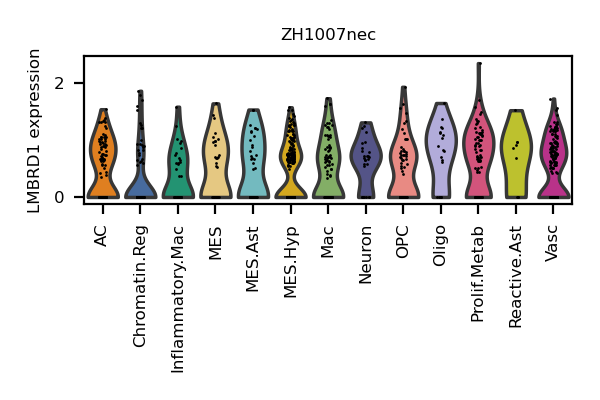 ZH1007nec
LMBRD1 expression
2
0
AC
Chromatin.Reg
Inflammatory.Mac
MES
MES.Ast
MES.Hyp
Mac
Neuron
OPC
Oligo
Prolif.Metab
Reactive.Ast
Vasc